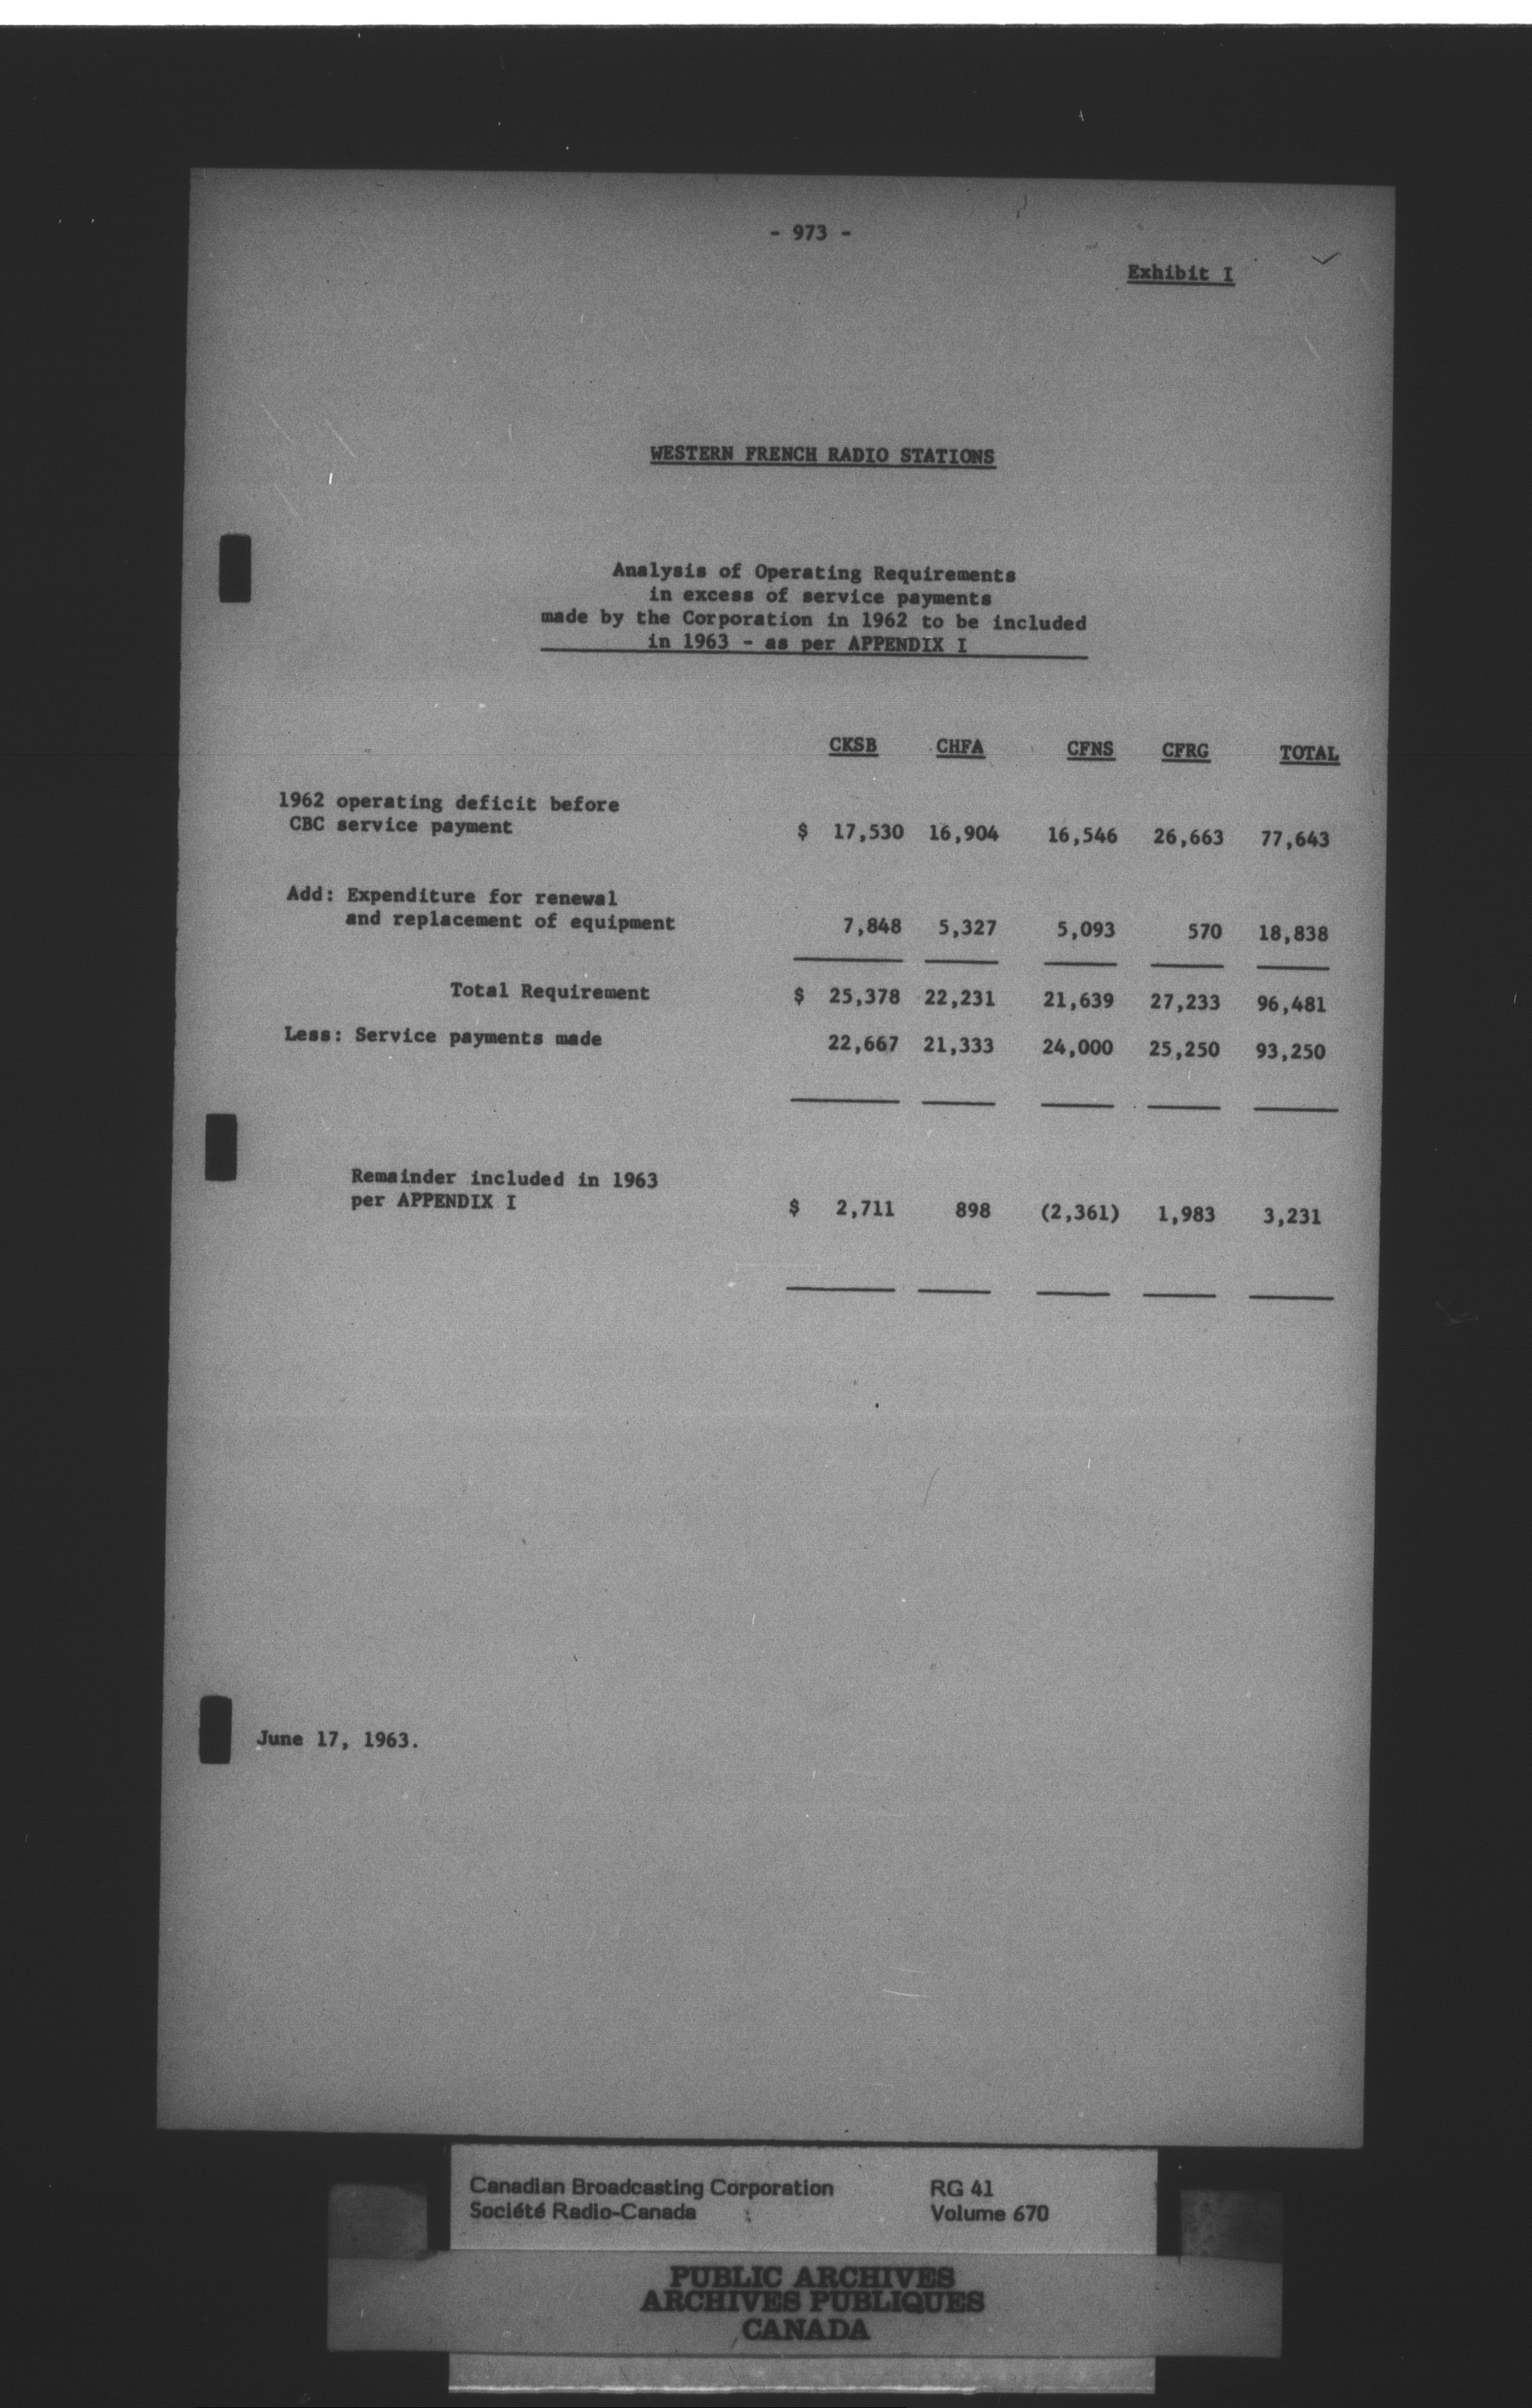 - 973 -
Exhibit I
WESTERN FRENCH RADIO STATIONS
Analysis of Operating Requirements
in excess of service payments
made by the Corporation in 1962 to be included
in 1963 - as per APPENDIX I
CKSB CHFA CFNS CFRG TOTAL
1962 operating deficit before
CBC service payment $ 17,530 16,904 16,546 26,663 77,643
Add: Expenditure for renewal
and replacement of equipment 7,848 5,327 5,093 570 18,838
Total Requirement $ 25,378 22,231 21,639 27,233 96,481
Less: Service payments made 22,667 21,333 24,000 25,250 93,250
Remainder included in 1963
per APPENDIX I $ 2,711 898 (2,361) 1,983 3,231
June 17, 1963.
Canadian Broadcasting Corporation RG 41
Société Radio-Canada Volume 670
PUBLIC ARCHIVES
ARCHIVES PUBLIQUES
CANADA